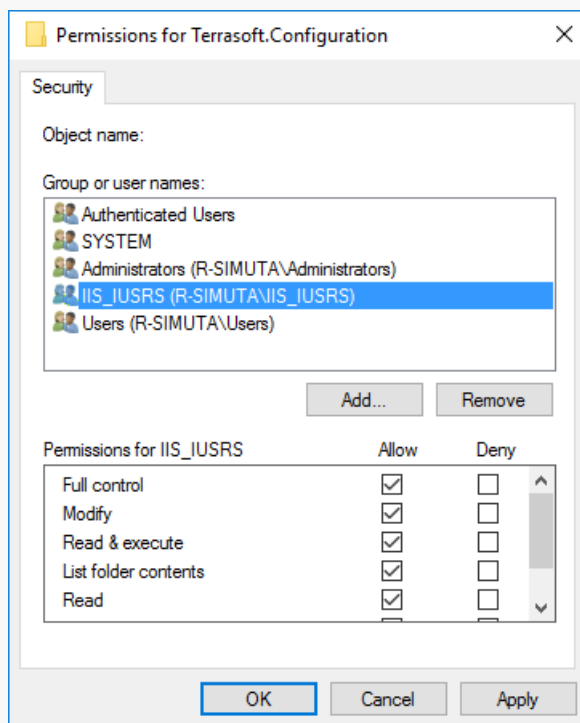 Permissions for Terrasoft.Configuration
Security
Object name:
Group or user names:
Authenticated Users
SYSTEM
Administrators (R-SIMUTA\Administrators)
IIS_IUSRS (R-SIMUTA\IIS_IUSRS)
Users (R-SIMUTA\Users)
Add... Remove
Permissions for IIS_IUSRS Allow Deny
Full control
Modify
Read & execute
List folder contents
Read
OK Cancel Apply